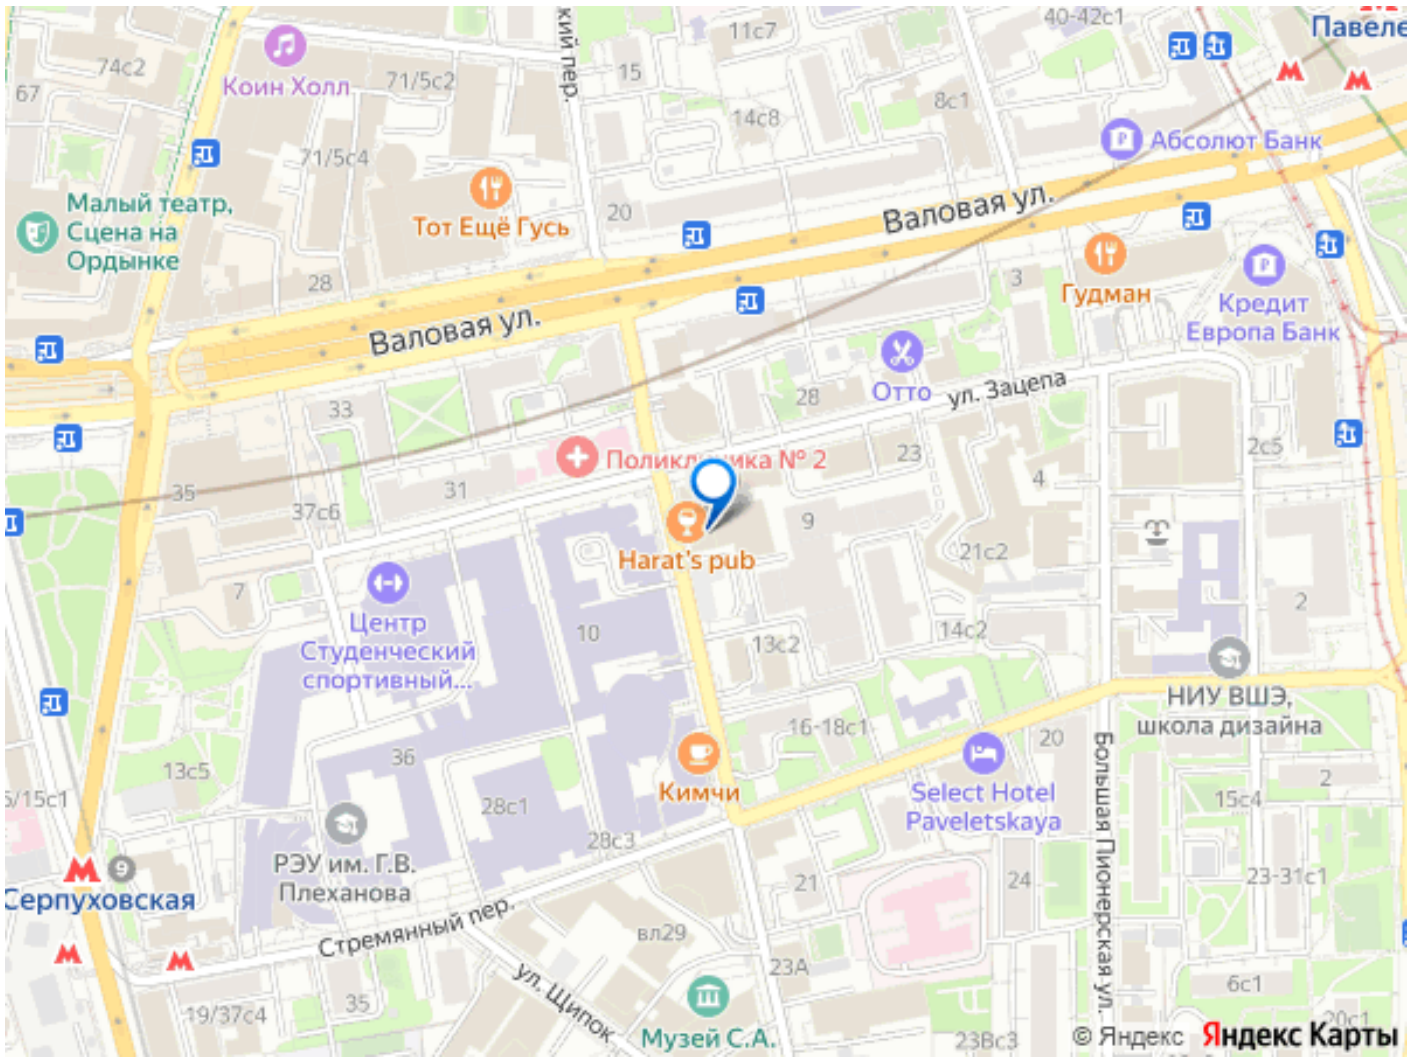 40-42с1
Павеле
11с7
74с2
67
Коин Холл
71/5с2
кий пер.
15
8с1
14с8
Абсолют Банк
71/5с4
Малый театр,
Сцена на
Ордынке
Тот Ещё Гусь
20
Валовая ул.
28
3
Гудман
Кредит
Европа Банк
Валовая ул.
Отто
ул. Зацепа
33
28
23
2с5
Поликлиника № 2
31
4
35
37с6
9
Harat's pub
21с2
7
Центр
Студенческий
спортивный...
10
2
14с2
13с2
НИУ ВШЭ,
школа дизайна
16-18с1
20
Большая Пионерская ул.
36
13с5
Кимчи
Select Hotel
Paveletskaya
2
15с4
5/15с1
28с1
28с3
РЭУ им. Г.В.
Плеханова
9
Серпуховская
21
24
23-31с1
Стремянный пер.
вл29
23А
ул. Щипок
6с1
35
19/37с4
Музей С.А.
23Вс3
20с1
© Яндекс Яндекс Карты